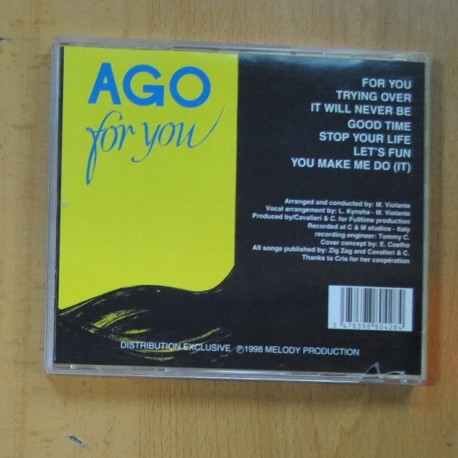 AGO
for you
FOR YOU
TRYING OVER
IT WILL NEVER BE
GOOD TIME
STOP YOUR LIFE
LET'S FUN
YOU MAKE ME DO (IT)
Arranged and conducted by: M. Violante
Vocal arrangement by: L. Kynsha - M. Violante
Produced by/Cavalieri & C. for Fulltime production
Recorded at C & M studios - Italy
recording engineer: Tommy C.
Cover concept by: E. Coetho
All songs published by: Zig Zag and Cavalieri & C.
Thanks to Cris for her coopération
DISTRIBUTION EXCLUSIVE ℗1998 MELODY PRODUCTION